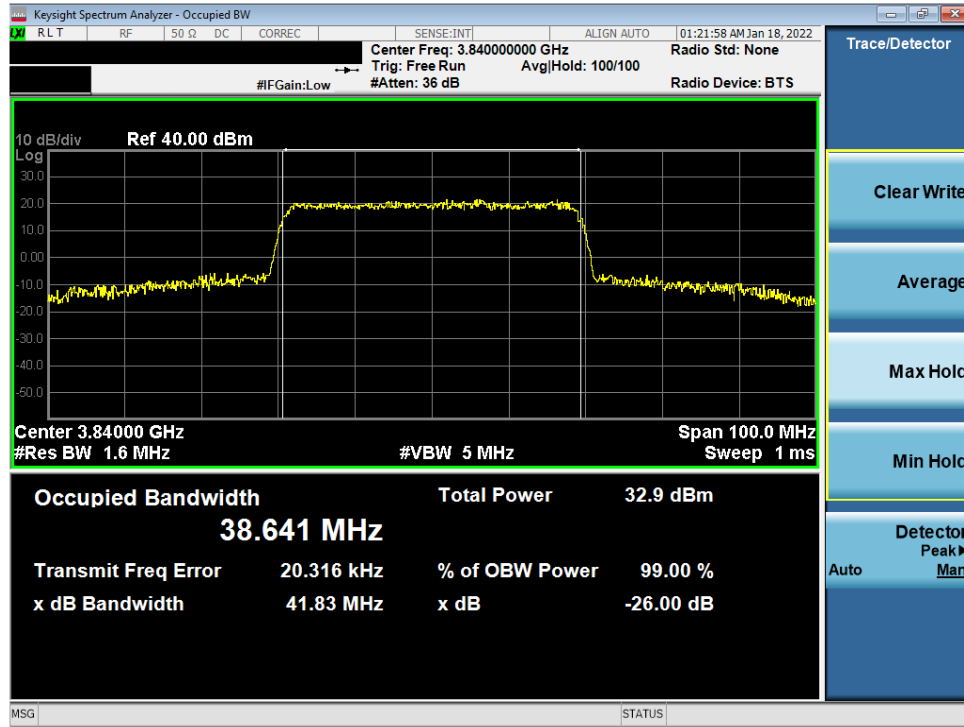 Keysight Spectrum Analyzer - Occupied BW
LXI RLT RF 50 Ω DC CORREC SENSE:INT ALIGN AUTO 01:21:58 AM Jan 18, 2022
Center Freq: 3.840000000 GHz Radio Std: None
Trig: Free Run Avg|Hold: 100/100
#IFGain:Low #Atten: 36 dB Radio Device: BTS
Trace/Detector
10 dB/div Ref 40.00 dBm
Log
30.0
20.0
10.0
0.00
-10.0
-20.0
-30.0
-40.0
-50.0
Center 3.84000 GHz Span 100.0 MHz
#Res BW 1.6 MHz #VBW 5 MHz Sweep 1 ms
Occupied Bandwidth Total Power 32.9 dBm
38.641 MHz
Transmit Freq Error 20.316 kHz % of OBW Power 99.00 %
x dB Bandwidth 41.83 MHz x dB -26.00 dB
Clear Write
Average
Max Hold
Min Hold
Detector
Peak▶
Auto Man
MSG STATUS